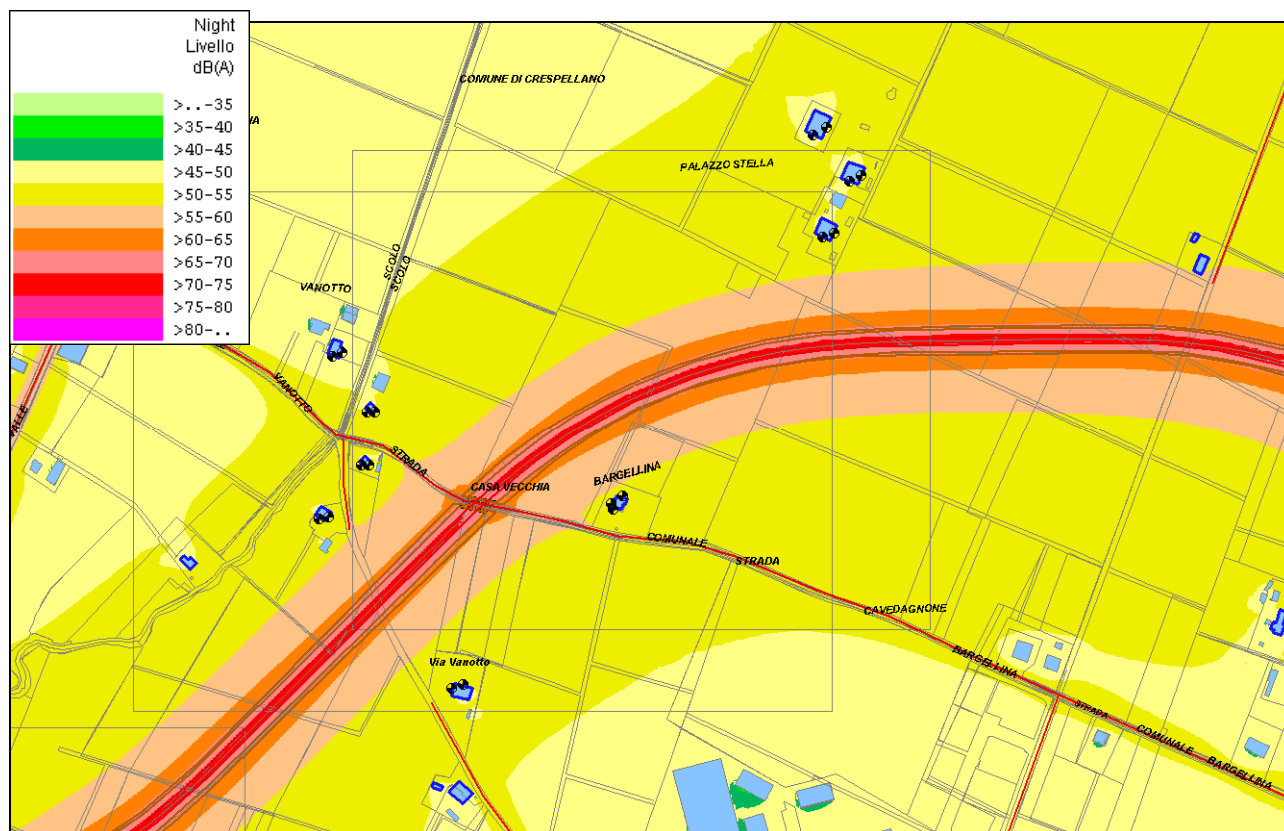 Night
Livello
dB(A)
>..-35
>35-40
>40-45
>45-50
>50-55
>55-60
>60-65
>65-70
>70-75
>75-80
>80-..
COMUNE DI CRESPELLANO
PALAZZO STELLA
SCOLO
SCOLO
VANOTTO
VANOTTO
VALLE
STRADA
CASA VECCHIA
BARGELLINA
COMUNALE
STRADA
CAVEDAGNONE
BARGELLINA
Via Vanotto
STRADA
COMUNALE
BARGELLINA